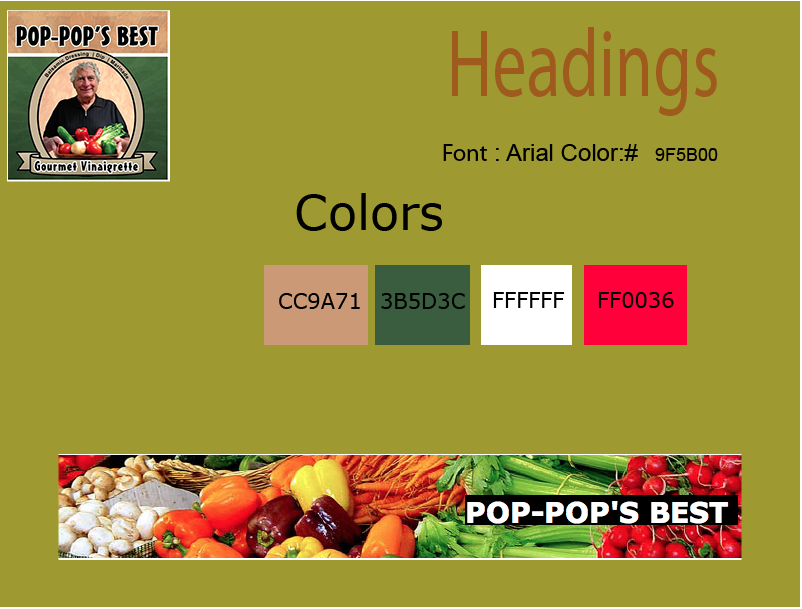 POP-POP'S BEST
Balsamic Dressing | Dip | Marinade
Gourmet Vinaigrette
Headings
Font : Arial Color:# 9F5B00
Colors
CC9A71 3B5D3C FFFFFF FF0036
POP-POP'S BEST